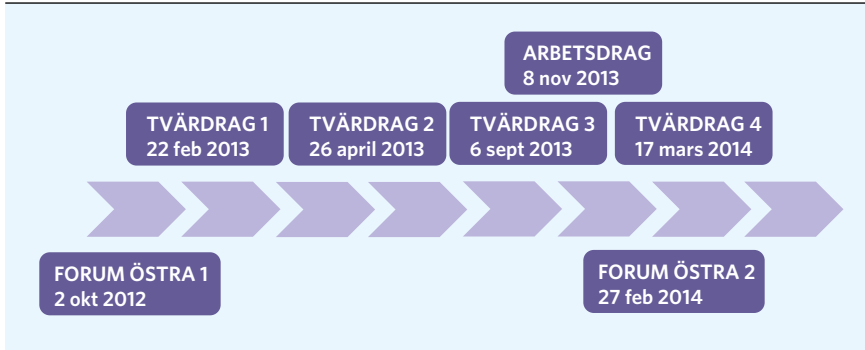 ARBETSDRAG
8 nov 2013
TVÄRDRAG 1
22 feb 2013
TVÄRDRAG 2
26 april 2013
TVÄRDRAG 3
6 sept 2013
TVÄRDRAG 4
17 mars 2014
FORUM ÖSTRA 1
2 okt 2012
FORUM ÖSTRA 2
27 feb 2014